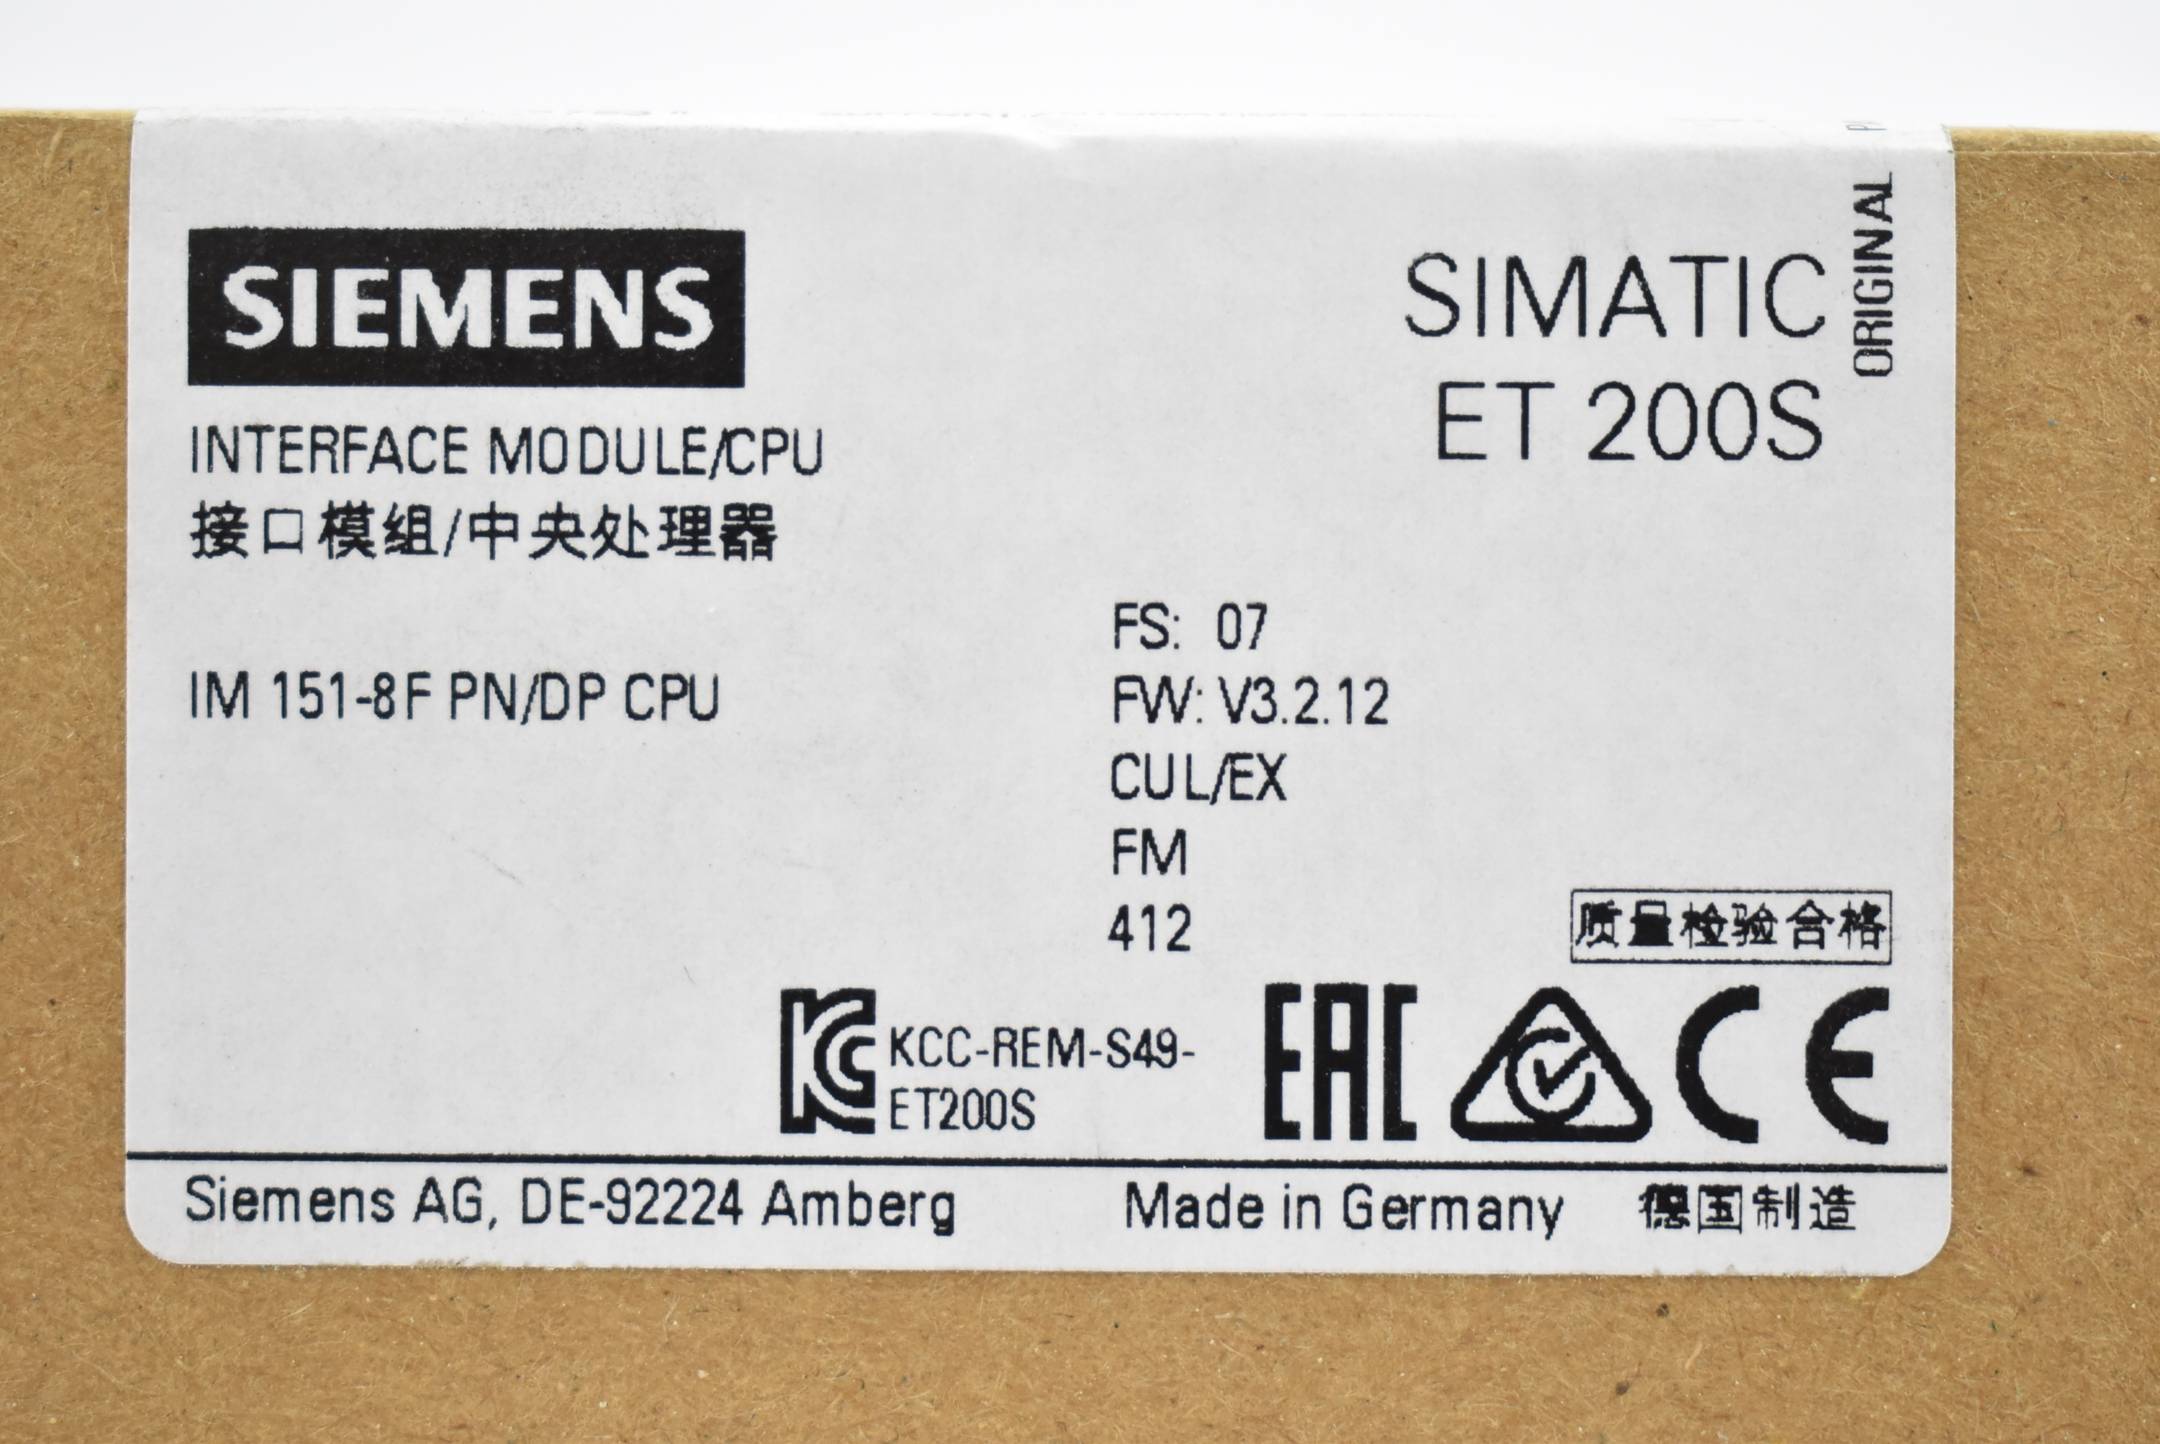 SIEMENS
SIMATIC
ET 200S
ORIGINAL
INTERFACE MODULE/CPU
接口模组/中央处理器
IM 151-8F PN/DP CPU
FS: 07
FW: V3.2.12
CUL/EX
FM
412
质量检验合格
KC
KCC-REM-S49-
ET200S
EAC
CE
Siemens AG, DE-92224 Amberg
Made in Germany 德国制造